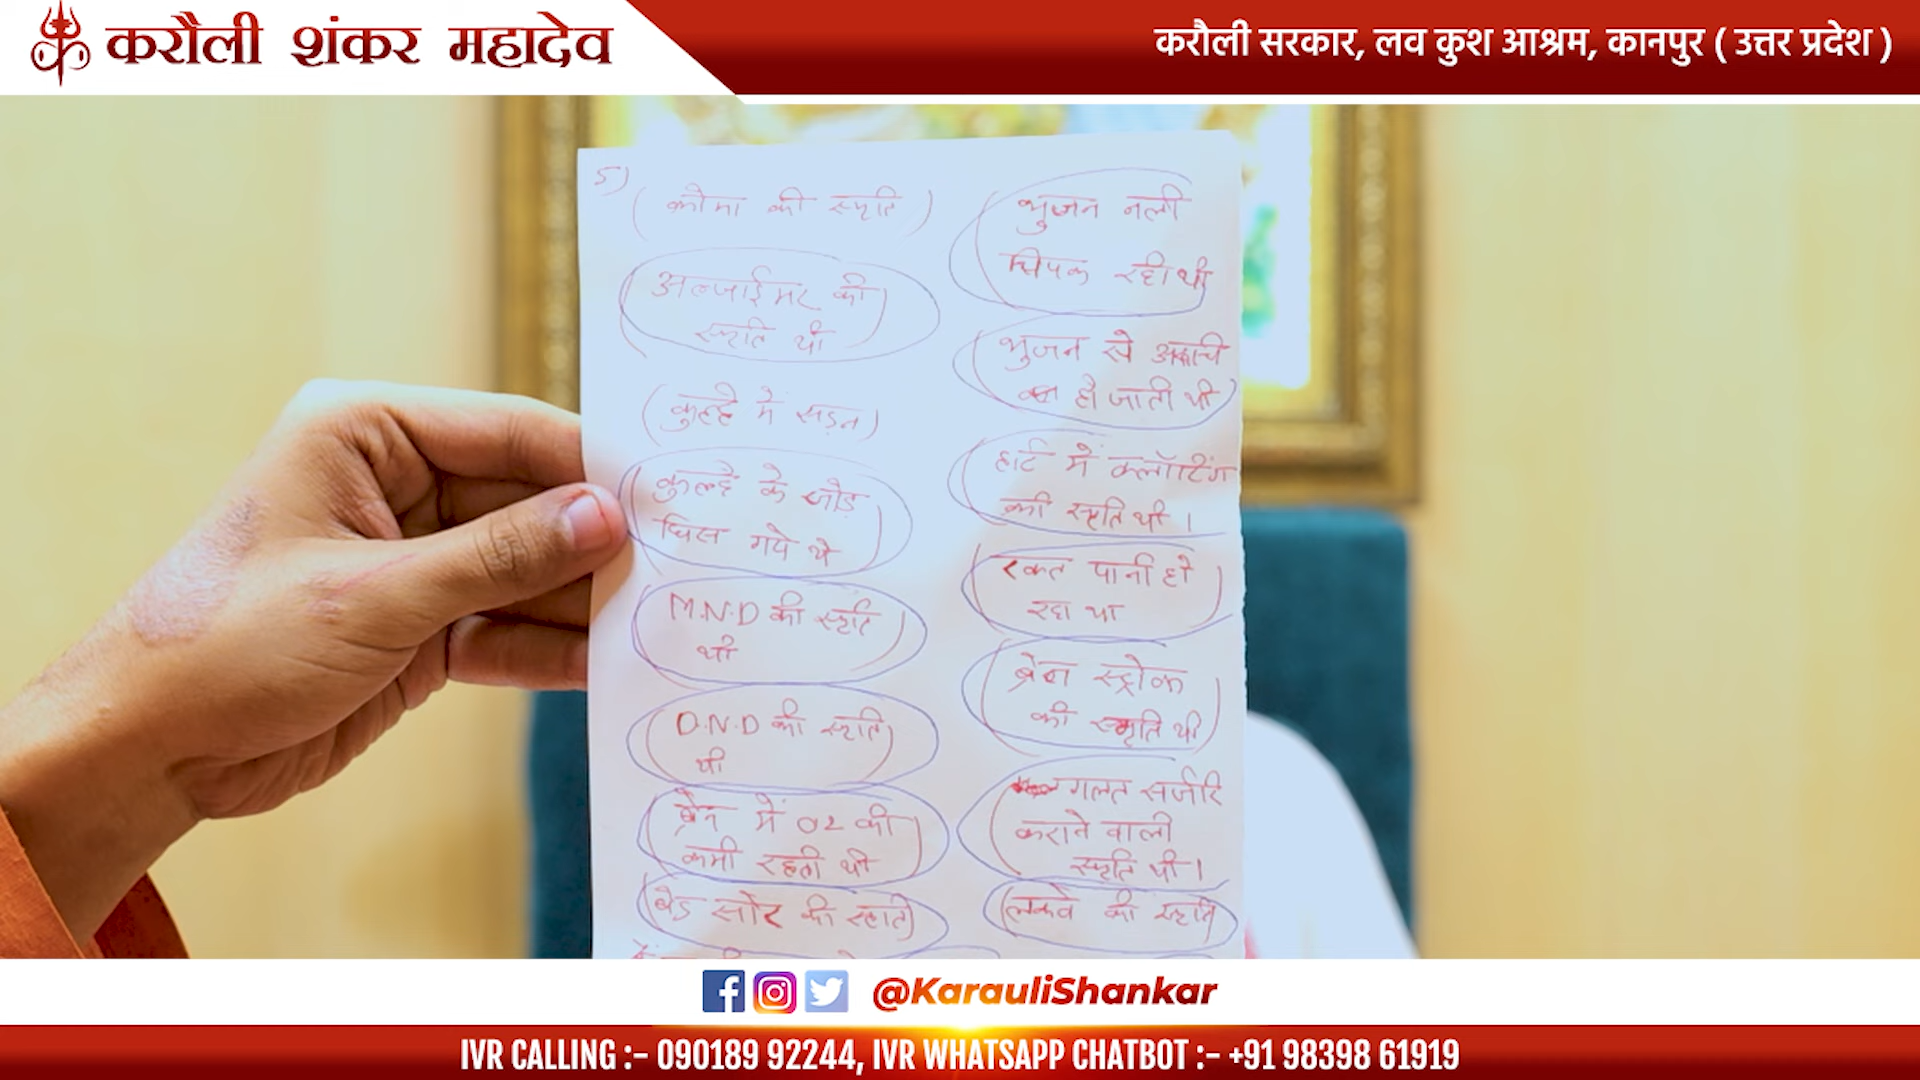 करौली शंकर महादेव
करौली सरकार, लव कुश आश्रम, कानपुर ( उत्तर प्रदेश )
5)
(कोमा की स्मृति)
अल्जाईमर की
स्मृति थी
(कुल्हे में सड़न)
कुल्हे के जोड़
घिस गये थे
M.N.D की स्मृति
थी
D.N.D की स्मृति
थी
ब्रेन में O2 की
कमी रहती थी
(बेड सोर की स्मृति)
भुजन नली
चिपक रही थी
भुजन से
हो जाती थी
हार्ट में क्लॉटिंग
की स्मृति थी ।
रक्त पानी हो
रहा था
ब्रेन स्ट्रोक
की स्मृति थी
गलत सर्जरि
कराने वाली
स्मृति थी ।
(लकवे की स्मृति)
@KarauliShankar
IVR CALLING :- 090189 92244, IVR WHATSAPP CHATBOT :- +91 98398 61919